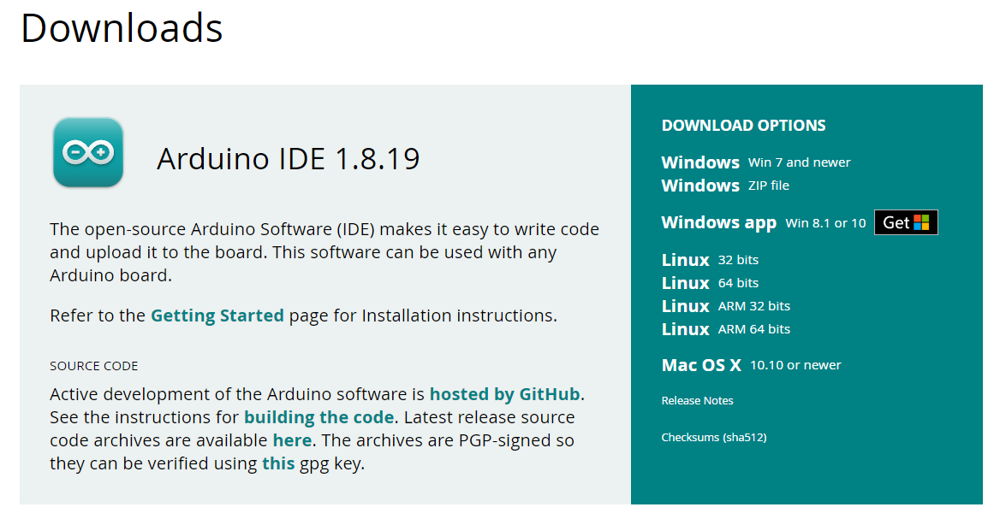 Downloads
Arduino IDE 1.8.19
The open-source Arduino Software (IDE) makes it easy to write code
and upload it to the board. This software can be used with any
Arduino board.
Refer to the Getting Started page for Installation instructions.
SOURCE CODE
Active development of the Arduino software is hosted by GitHub.
See the instructions for building the code. Latest release source
code archives are available here. The archives are PGP-signed so
they can be verified using this gpg key.
DOWNLOAD OPTIONS
Windows Win 7 and newer
Windows ZIP file
Windows app Win 8.1 or 10 Get
Linux 32 bits
Linux 64 bits
Linux ARM 32 bits
Linux ARM 64 bits
Mac OS X 10.10 or newer
Release Notes
Checksums (sha512)